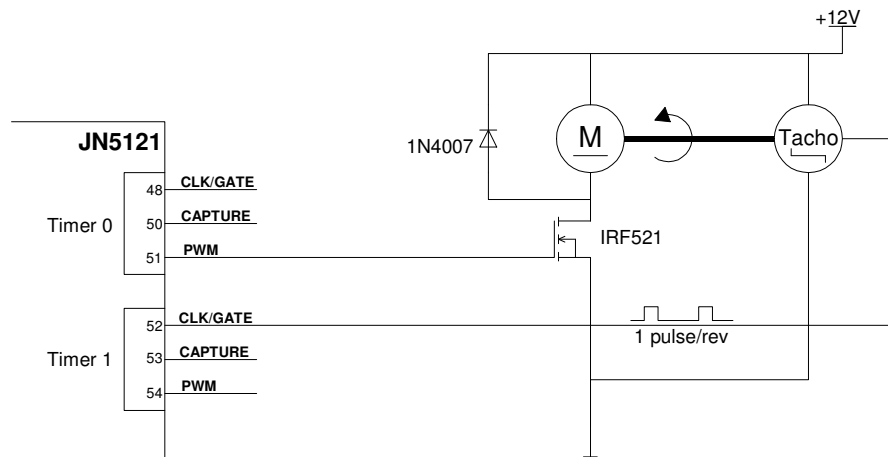 +12V
JN5121
1N4007
M
Tacho
48 CLK/GATE
Timer 0
50 CAPTURE
51 PWM
IRF521
52 CLK/GATE
1 pulse/rev
Timer 1
53 CAPTURE
54 PWM